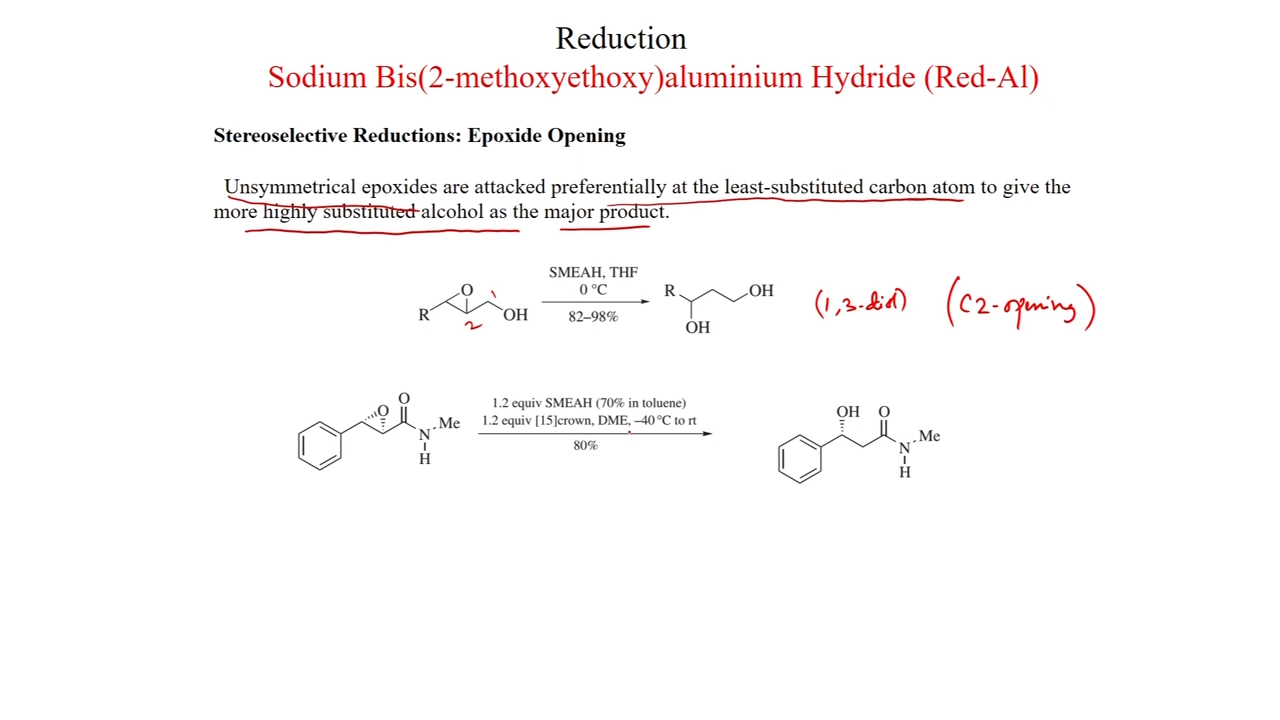 Reduction
Sodium Bis(2-methoxyethoxy)aluminium Hydride (Red-Al)
Stereoselective Reductions: Epoxide Opening
Unsymmetrical epoxides are attacked preferentially at the least-substituted carbon atom to give the
more highly substituted alcohol as the major product.
R O OH 1 2
SMEAH, THF
0 °C
82–98%
R OH OH
(1,3-diol) (C2-opening)
O O N Me H
1.2 equiv SMEAH (70% in toluene)
1.2 equiv [15]crown, DME, –40 °C to rt
80%
OH O N Me H